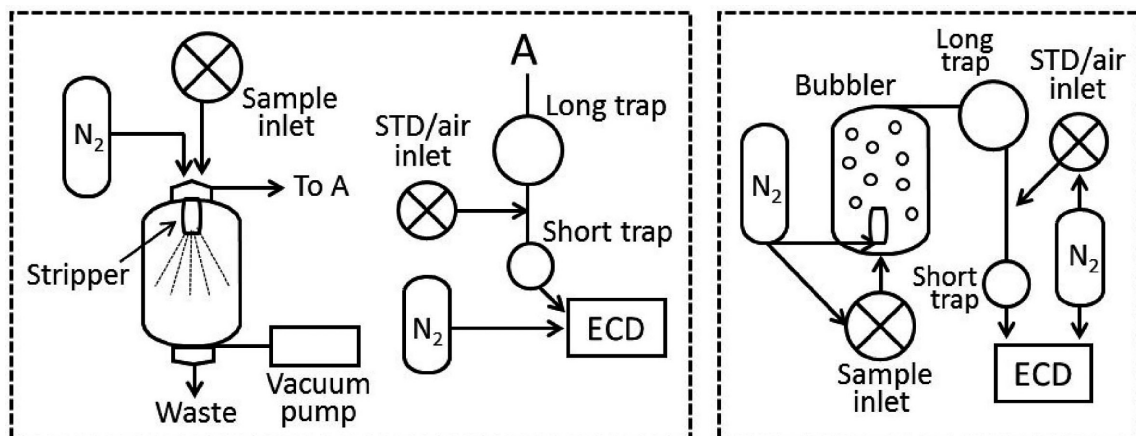 N2
Sample
inlet
To A
Stripper
Waste
Vacuum
pump
A
Long trap
STD/air
inlet
Short trap
N2
ECD
Bubbler
Long
trap
STD/air
inlet
N2
N2
Short
trap
Sample
inlet
ECD